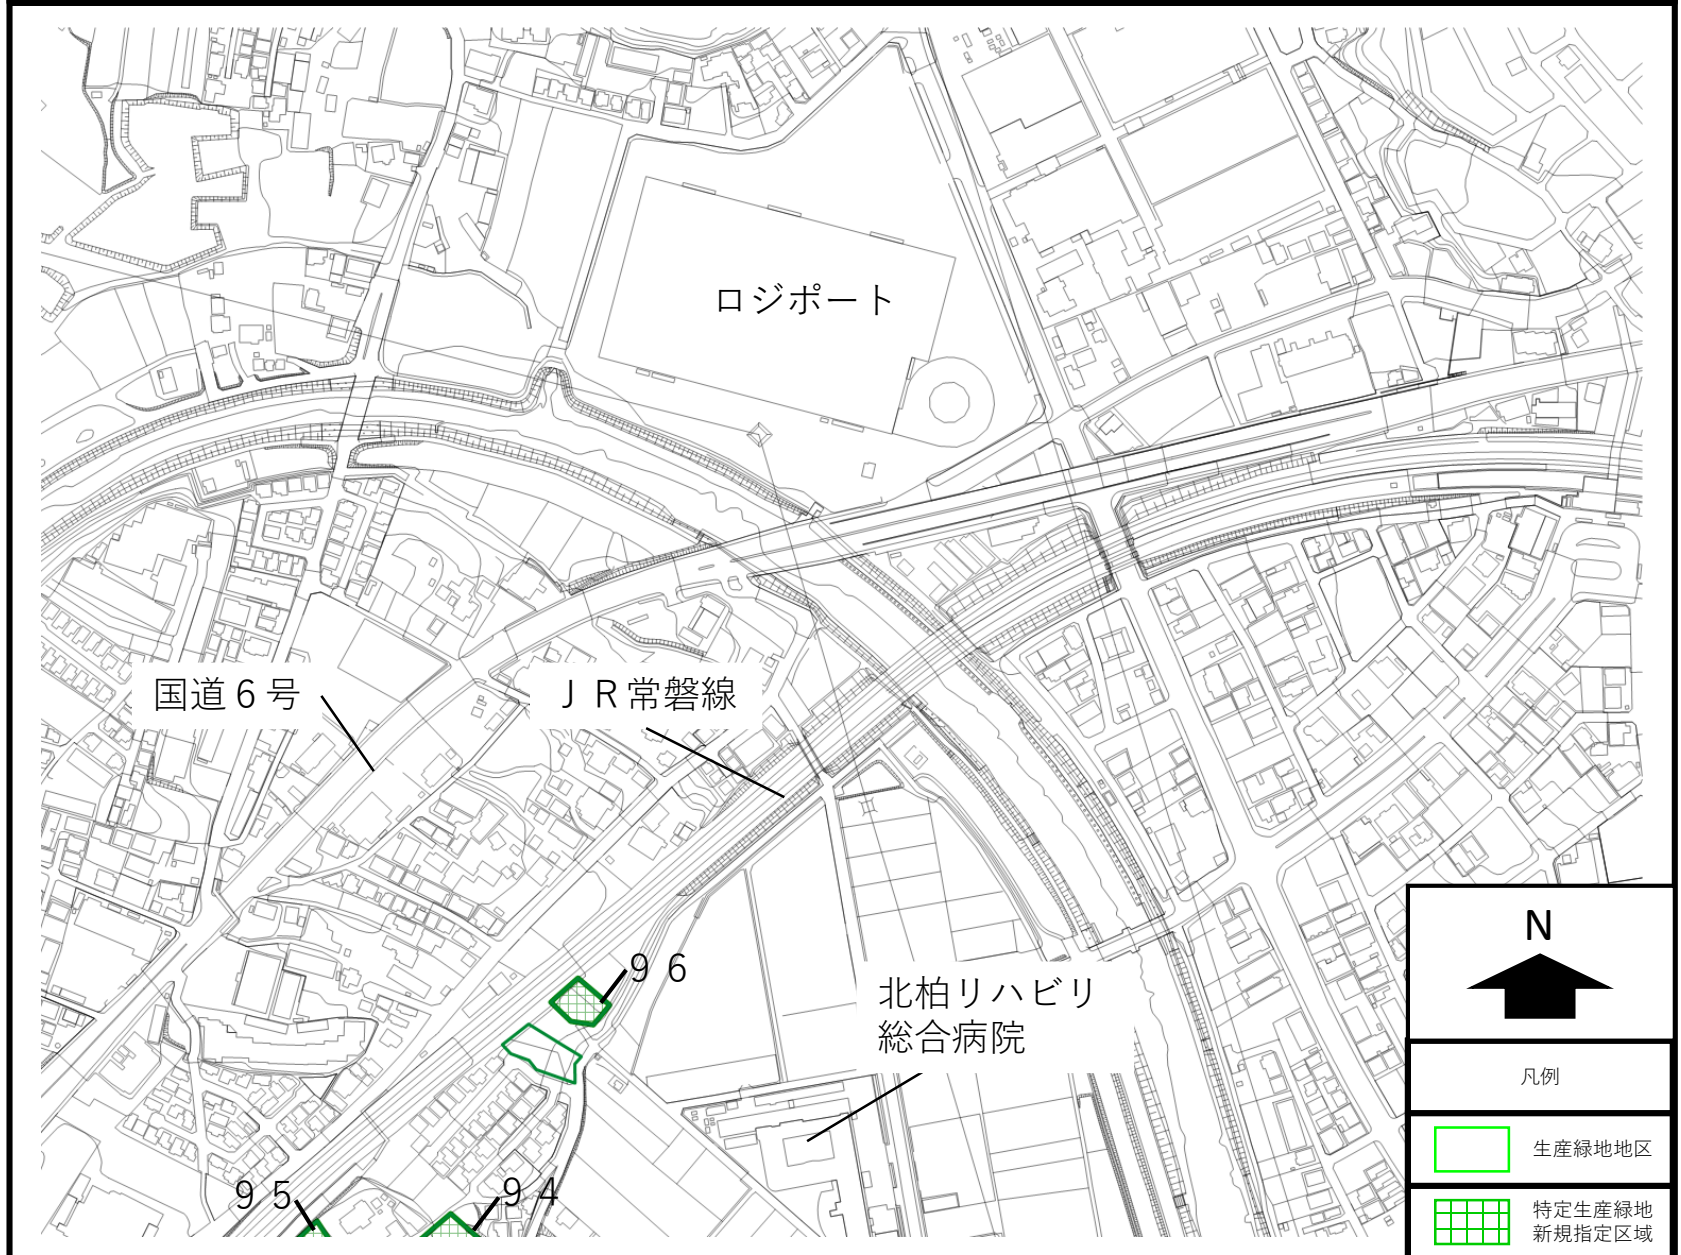 ロジポート
国道６号
ＪＲ常磐線
９６
北柏リハビリ
総合病院
９５
９４
N
凡例
生産緑地地区
特定生産緑地
新規指定区域